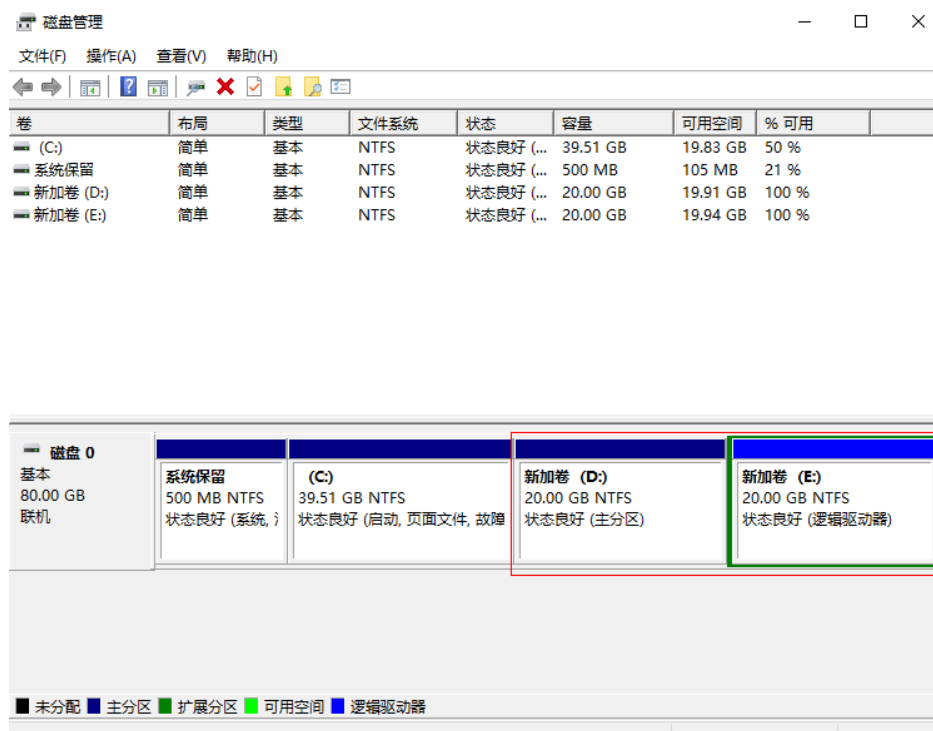 磁盘管理
文件(F) 操作(A) 查看(V) 帮助(H)
卷 布局 类型 文件系统 状态 容量 可用空间 % 可用
(C:) 简单 基本 NTFS 状态良好 (... 39.51 GB 19.83 GB 50 %
系统保留 简单 基本 NTFS 状态良好 (... 500 MB 105 MB 21 %
新加卷 (D:) 简单 基本 NTFS 状态良好 (... 20.00 GB 19.91 GB 100 %
新加卷 (E:) 简单 基本 NTFS 状态良好 (... 20.00 GB 19.94 GB 100 %
磁盘 0
基本
80.00 GB
联机
系统保留
500 MB NTFS
状态良好 (系统,
(C:)
39.51 GB NTFS
状态良好 (启动, 页面文件, 故障
新加卷 (D:)
20.00 GB NTFS
状态良好 (主分区)
新加卷 (E:)
20.00 GB NTFS
状态良好 (逻辑驱动器)
未分配 主分区 扩展分区 可用空间 逻辑驱动器